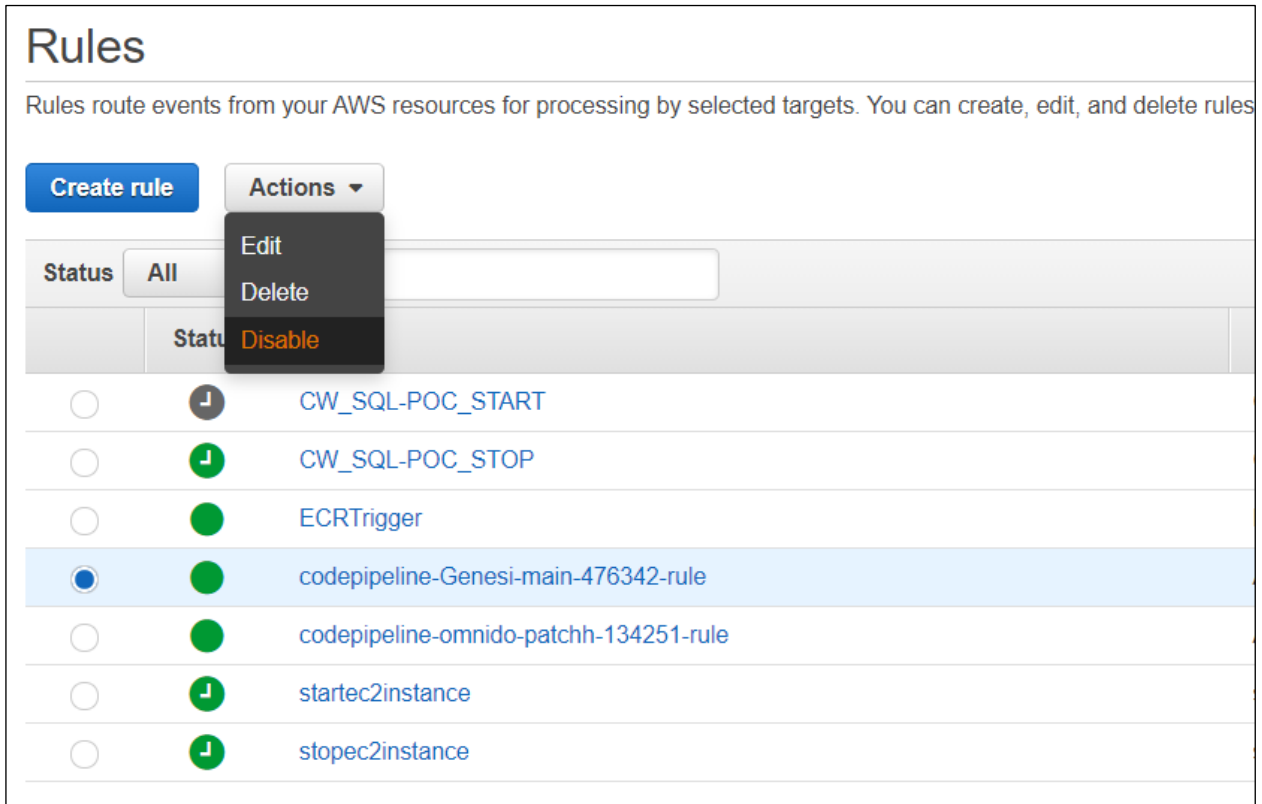 Rules
Rules route events from your AWS resources for processing by selected targets. You can create, edit, and delete rules
Create rule Actions
Edit
Status All
Delete
Statu Disable
CW_SQL-POC_START
CW_SQL-POC_STOP
ECRTrigger
codepipeline-Genesi-main-476342-rule
codepipeline-omnido-patchh-134251-rule
startec2instance
stopec2instance